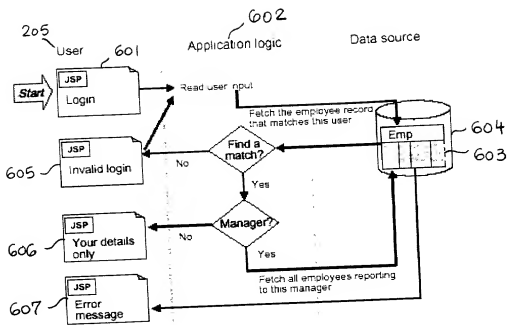 205
User
601
Application logic
602
Data source
Start
JSP
Login
Read user input
Fetch the employee record
that matches this user
Emp
604
603
JSP
Invalid login
605
No
Find a
match?
Yes
JSP
Your details
only
606
No
Manager?
Yes
Fetch all employees reporting
to this manager
JSP
Error
message
607